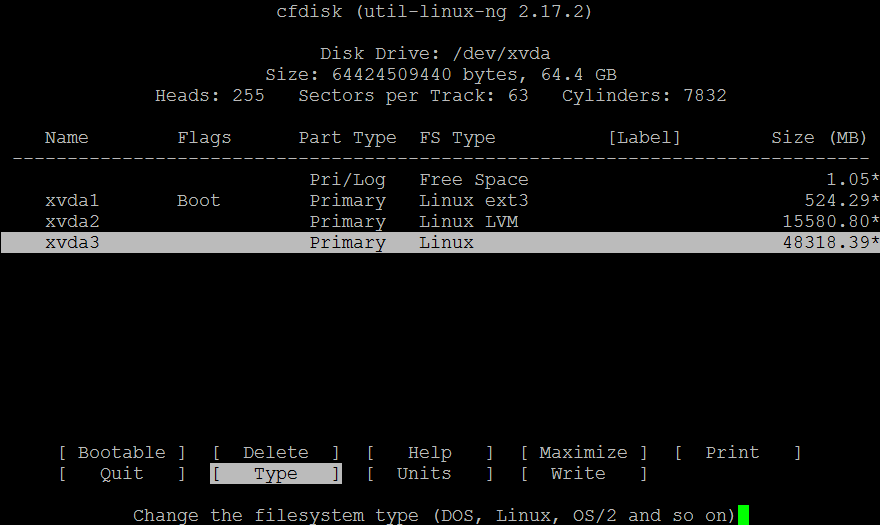 cfdisk (util-linux-ng 2.17.2)
Disk Drive: /dev/xvda
Size: 64424509440 bytes, 64.4 GB
Heads: 255   Sectors per Track: 63   Cylinders: 7832
Name        Flags      Part Type  FS Type          [Label]        Size (MB)
------------------------------------------------------------------------------
Pri/Log   Free Space                           1.05*
xvda1       Boot        Primary   Linux ext3                         524.29*
xvda2                   Primary   Linux LVM                        15580.80*
xvda3                   Primary   Linux                            48318.39*
[ Bootable ]  [  Delete  ]  [   Help   ]  [ Maximize ]  [  Print   ]
[   Quit   ]  [   Type   ]  [  Units   ]  [  Write   ]
Change the filesystem type (DOS, Linux, OS/2 and so on)